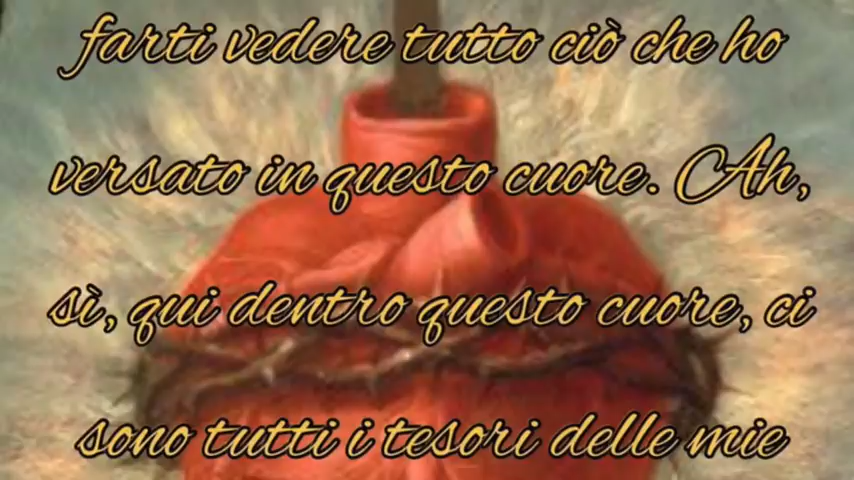 farti vedere tutto ciò che ho
versato in questo cuore. Ah,
sì, qui dentro questo cuore, ci
sono tutti i tesori delle mie